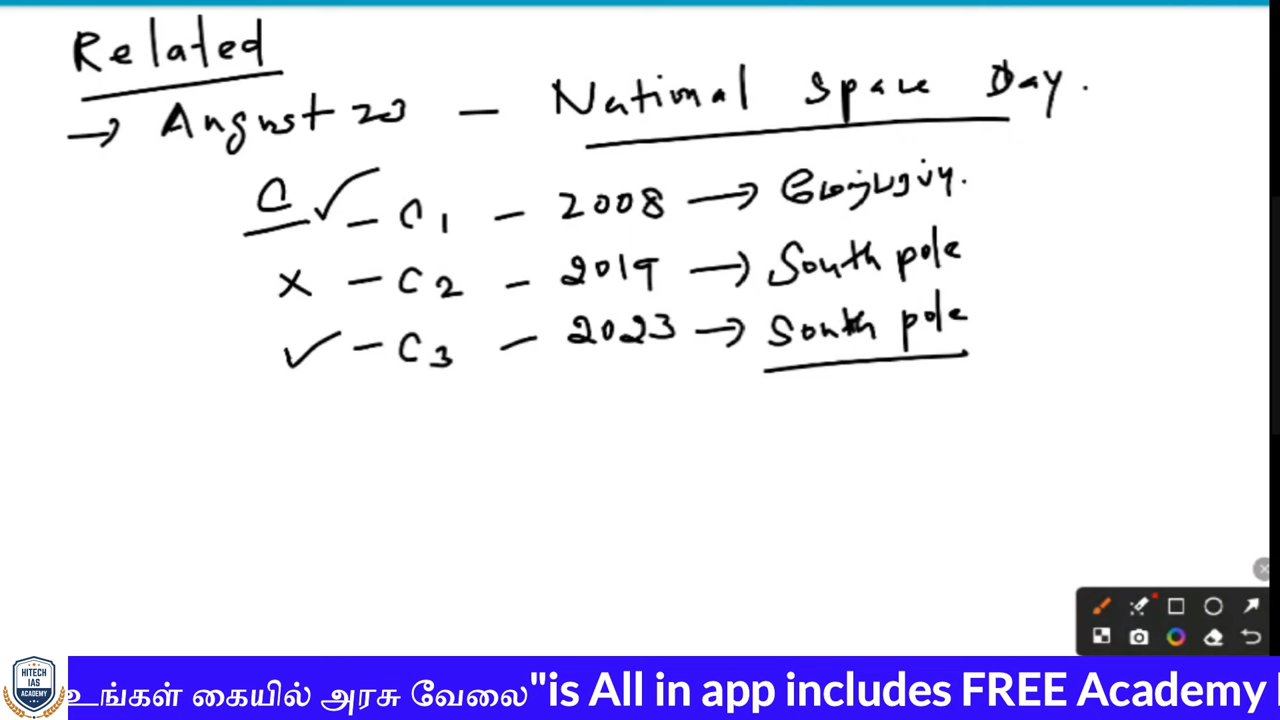 Related
→ August 23 – National Space Day.
C ✓ – C1 – 2008 →
× – C2 – 2019 → South pole
✓ – C3 – 2023 → South pole
HITECH
IAS
ACADEMY
உங்கள் கையில் அரசு வேலை"is All in app includes FREE Academy